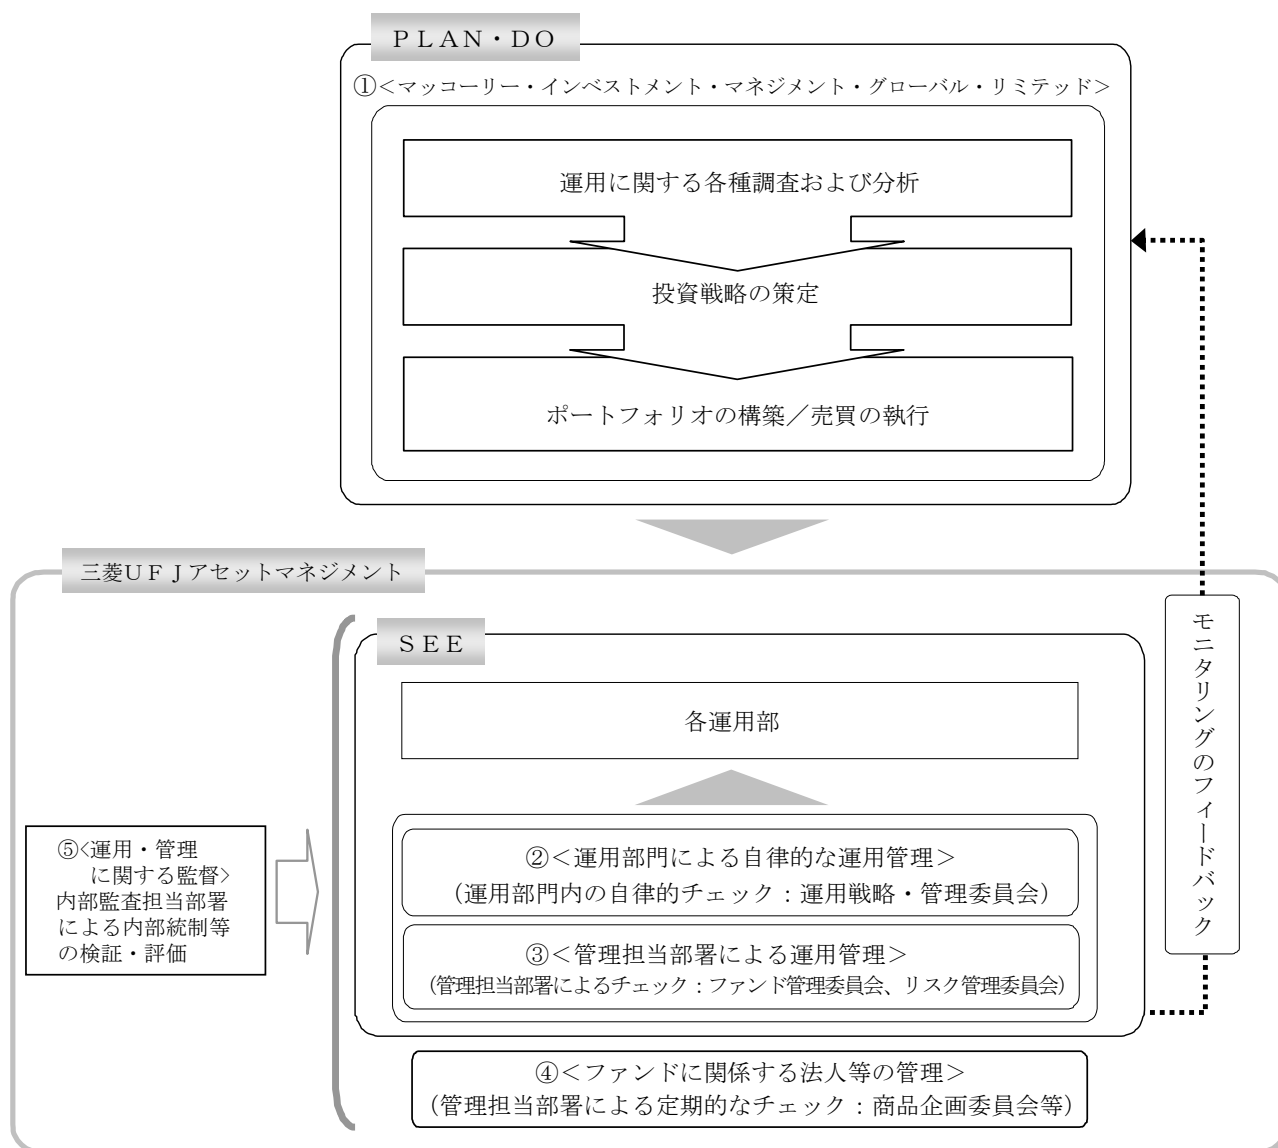 ＰＬＡＮ・ＤＯ
①＜マッコーリー・インベストメント・マネジメント・グローバル・リミテッド＞
運用に関する各種調査および分析
投資戦略の策定
ポートフォリオの構築／売買の執行
三菱ＵＦＪアセットマネジメント
ＳＥＥ
各運用部
②＜運用部門による自律的な運用管理＞
（運用部門内の自律的チェック：運用戦略・管理委員会）
③＜管理担当部署による運用管理＞
（管理担当部署によるチェック：ファンド管理委員会、リスク管理委員会）
④＜ファンドに関係する法人等の管理＞
（管理担当部署による定期的なチェック：商品企画委員会等）
⑤<運用・管理
に関する監督>
内部監査担当部署
による内部統制等
の検証・評価
モニタリングのフィードバック